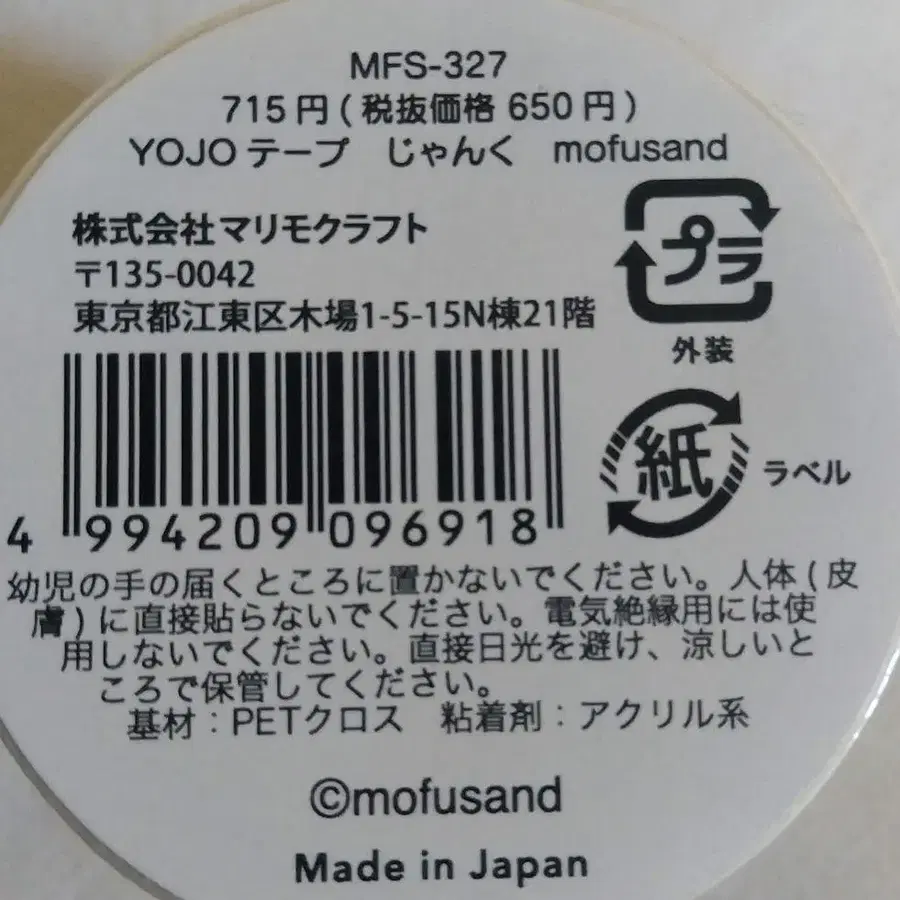 MFS-327
715円(税抜価格 650円)
YOJO テープ　じゃんく　mofusand
株式会社マリモクラフト
〒135-0042
東京都江東区木場1-5-15N棟21階
プラ
外装
紙
ラベル
4 994209 096918
幼児の手の届くところに置かないでください。人体(皮
膚)に直接貼らないでください。電気絶縁用には使
用しないでください。直接日光を避け、涼しいと
ころで保管してください。
基材：PETクロス　粘着剤：アクリル系
©mofusand
Made in Japan